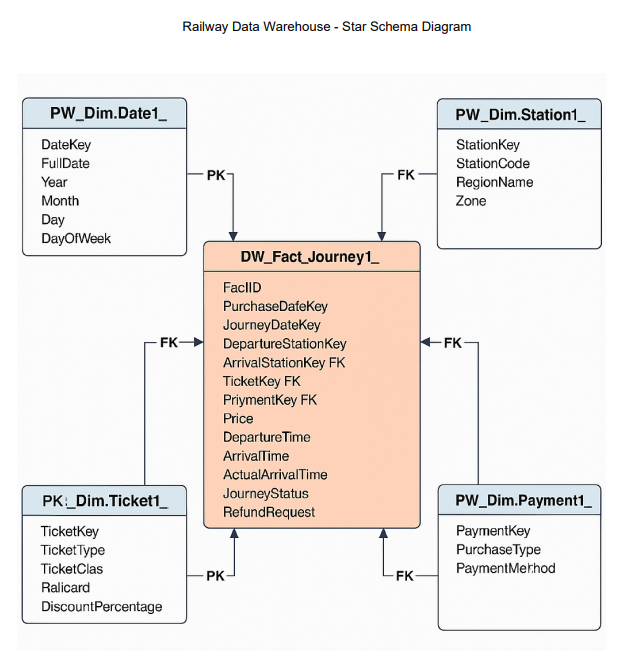 Railway Data Warehouse - Star Schema Diagram
PW_Dim.Date1_
DateKey
FullDate
Year
Month
Day
DayOfWeek
PK
PW_Dim.Station1_
StationKey
StationCode
RegionName
Zone
FK
DW_Fact_Journey1_
FaclID
PurchaseDafeKey
JourneyDateKey
DepartureStationKey
ArrivalStationKey FK
TicketKey FK
PriymentKey FK
Price
DepartureTime
ArrivalTime
ActualArrivalTime
JourneyStatus
RefundRequest
FK
FK
PK:_Dim.Ticket1_
TicketKey
TicketType
TicketClas
Ralicard
DiscountPercentage
PK
PW_Dim.Payment1_
PaymentKey
PurchaseType
PaymentMethod
FK